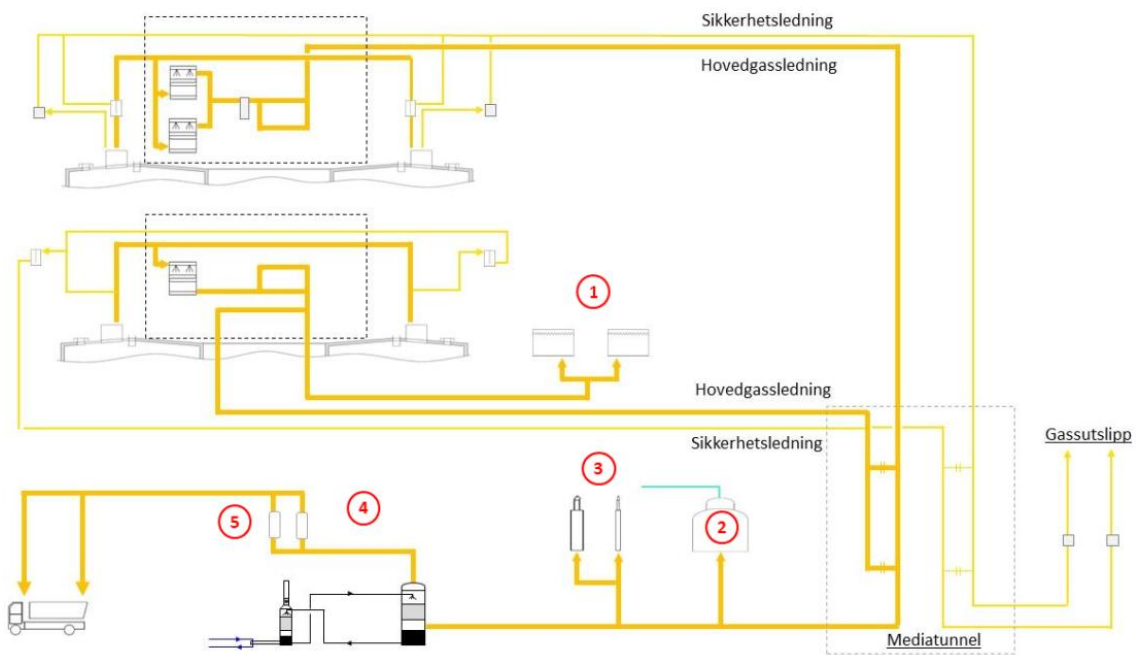 Sikkerhetsledning
Hovedgassledning
1
Hovedgassledning
Gassutslipp
Sikkerhetsledning
3
4
5
2
Mediatunnel